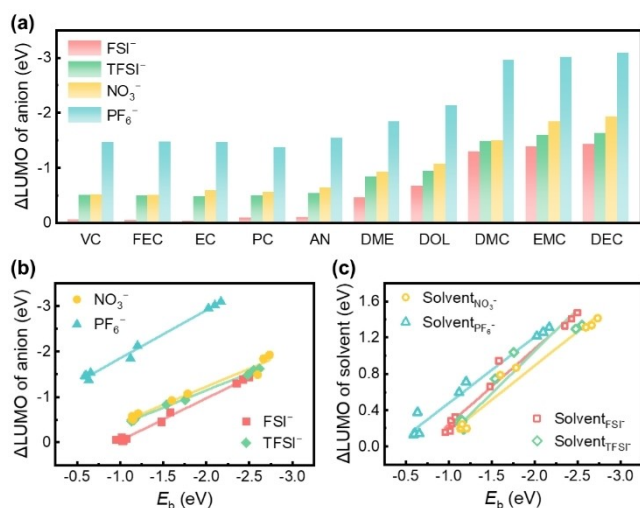 (a)
ΔLUMO of anion (eV)
-3
-2
-1
0
FSI⁻
TFSI⁻
NO₃⁻
PF₆⁻
VC FEC EC PC AN DME DOL DMC EMC DEC
(b)
ΔLUMO of anion (eV)
-3
-2
-1
0
NO₃⁻
PF₆⁻
FSI⁻
TFSI⁻
-0.5 -1.0 -1.5 -2.0 -2.5 -3.0
E_b (eV)
(c)
ΔLUMO of solvent (eV)
1.6
1.2
0.8
0.4
0.0
Solvent_NO₃⁻
Solvent_PF₆⁻
Solvent_FSI⁻
Solvent_TFSI⁻
-0.5 -1.0 -1.5 -2.0 -2.5 -3.0
E_b (eV)